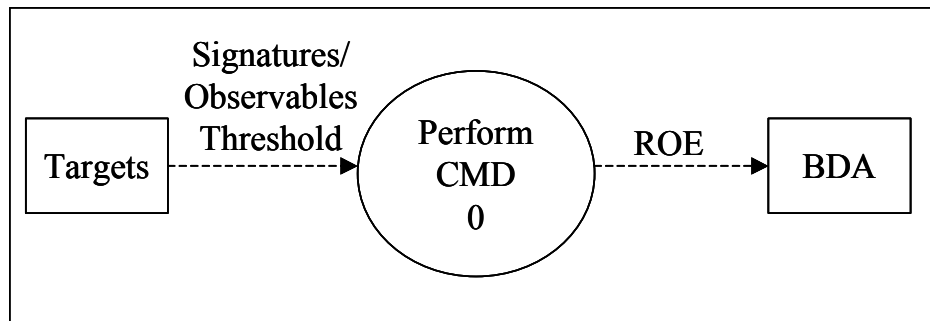 Signatures/
Observables
Threshold
Targets
Perform
CMD
0
ROE
BDA